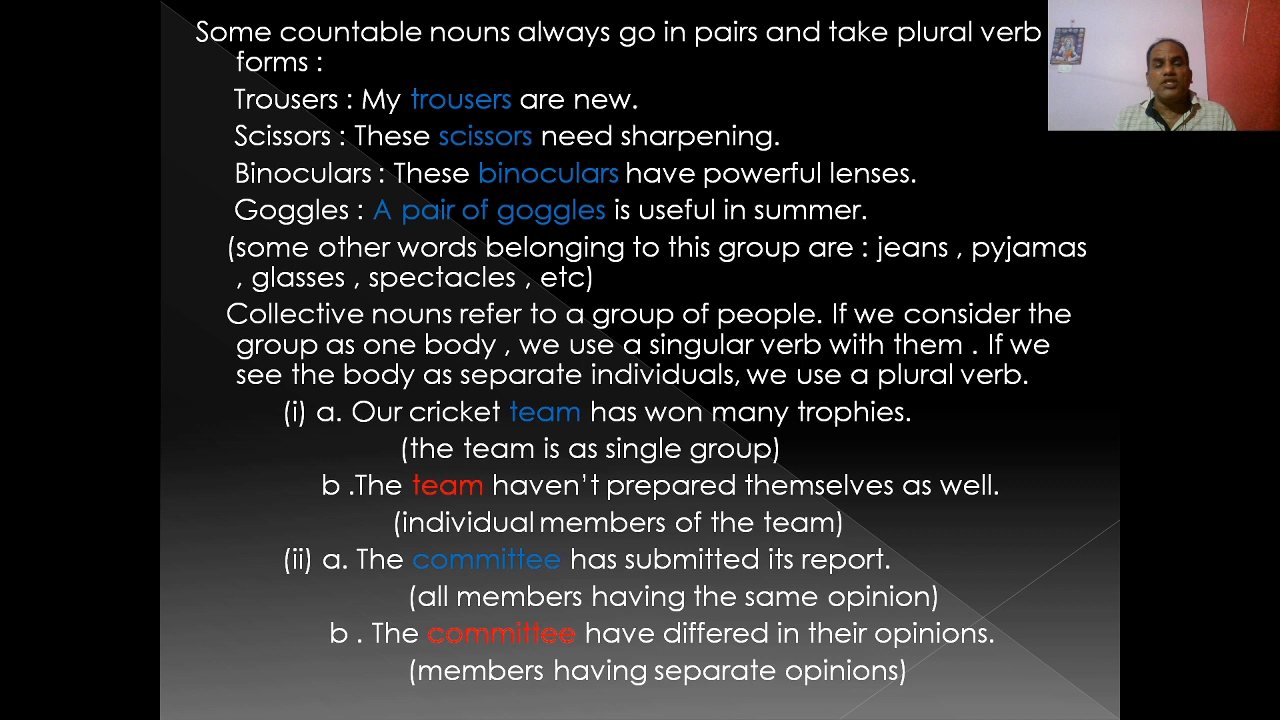 Some countable nouns always go in pairs and take plural verb
forms :
Trousers : My trousers are new.
Scissors : These scissors need sharpening.
Binoculars : These binoculars have powerful lenses.
Goggles : A pair of goggles is useful in summer.
(some other words belonging to this group are : jeans , pyjamas
, glasses , spectacles , etc)
Collective nouns refer to a group of people. If we consider the
group as one body , we use a singular verb with them . If we
see the body as separate individuals, we use a plural verb.
(i) a. Our cricket team has won many trophies.
(the team is as single group)
b .The team haven't prepared themselves as well.
(individual members of the team)
(ii) a. The committee has submitted its report.
(all members having the same opinion)
b . The committee have differed in their opinions.
(members having separate opinions)